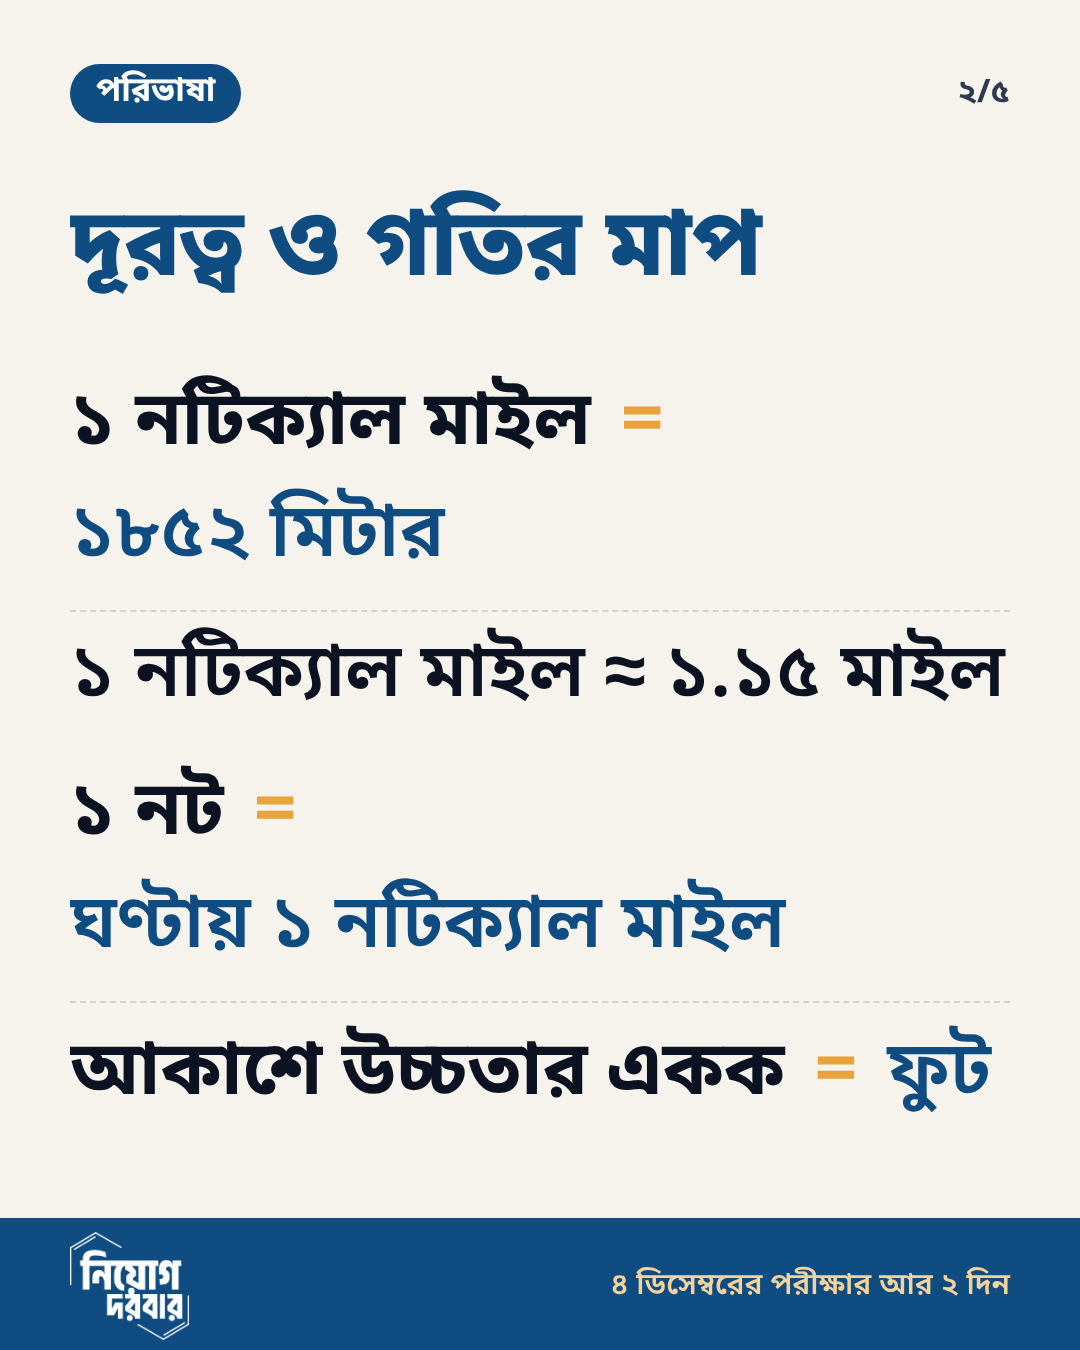 পরিভাষা
২/৫
দূরত্ব ও গতির মাপ
১ নটিক্যাল মাইল =
১৮৫২ মিটার
১ নটিক্যাল মাইল ≈ ১.১৫ মাইল
১ নট =
ঘণ্টায় ১ নটিক্যাল মাইল
আকাশে উচ্চতার একক = ফুট
নিয়োগ
দরবার
৪ ডিসেম্বরের পরীক্ষার আর ২ দিন